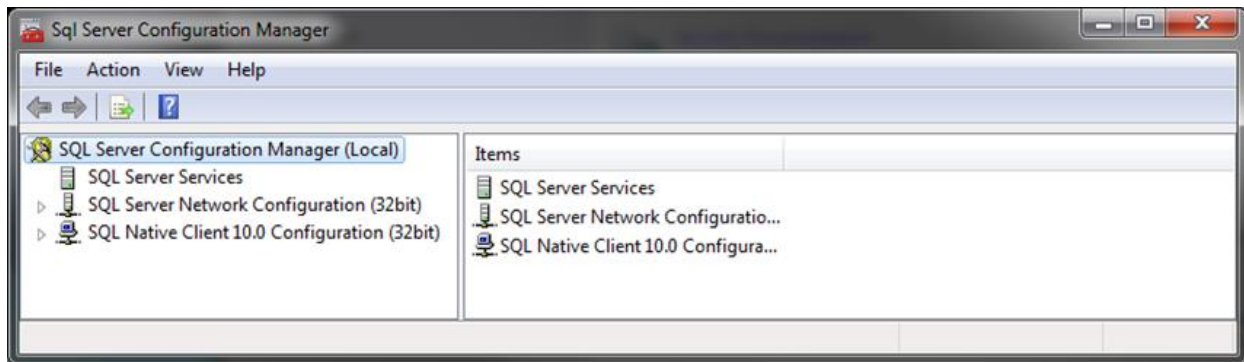 Sql Server Configuration Manager
File Action View Help
SQL Server Configuration Manager (Local)
SQL Server Services
SQL Server Network Configuration (32bit)
SQL Native Client 10.0 Configuration (32bit)
Items
SQL Server Services
SQL Server Network Configuratio...
SQL Native Client 10.0 Configura...